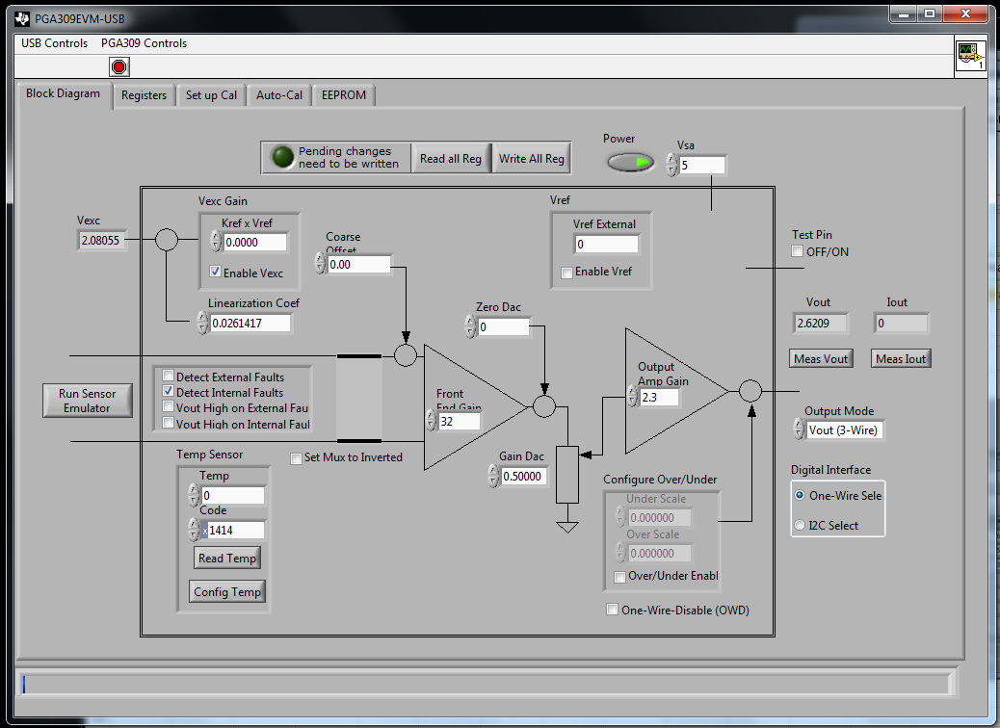 PGA309EVM-USB
USB Controls PGA309 Controls
1
Block Diagram Registers Set up Cal Auto-Cal EEPROM
Pending changes
need to be written
Read all Reg Write All Reg
Power
Vsa
5
Vexc
2.08055
Vexc Gain
Kref x Vref
0.0000
Enable Vexc
Linearization Coef
0.0261417
Coarse
Offset
0.00
Vref
Vref External
0
Enable Vref
Test Pin
OFF/ON
Zero Dac
0
Vout
2.6209
Meas Vout
Iout
0
Meas Iout
Run Sensor
Emulator
Detect External Faults
Detect Internal Faults
Vout High on External Fau
Vout High on Internal Faul
Front
End Gain
32
Output
Amp Gain
2.3
Output Mode
Vout (3-Wire)
Temp Sensor
Temp
0
Code
x1414
Read Temp
Config Temp
Set Mux to Inverted
Gain Dac
0.50000
Configure Over/Under
Under Scale
0.000000
Over Scale
0.000000
Over/Under Enabl
One-Wire-Disable (OWD)
Digital Interface
One-Wire Sele
I2C Select